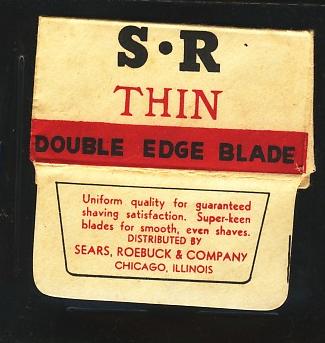 S·R
THIN
DOUBLE EDGE BLADE
Uniform quality for guaranteed
shaving satisfaction. Super-keen
blades for smooth, even shaves.
DISTRIBUTED BY
SEARS, ROEBUCK & COMPANY
CHICAGO, ILLINOIS